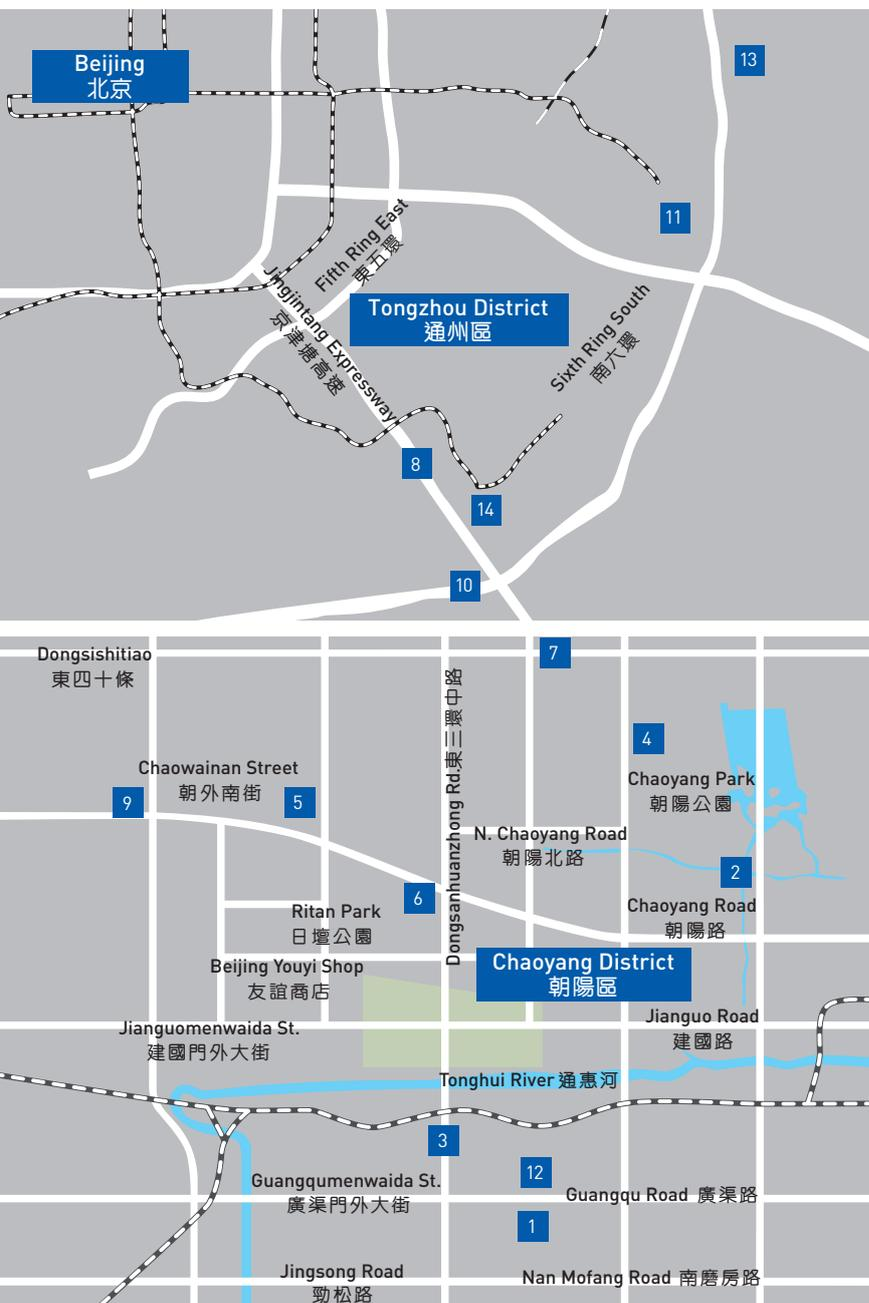 Beijing
北京
13
11
Fifth Ring East
東五環
Jingjintang Expressway
京津塘高速
Tongzhou District
通州區
Sixth Ring South
南六環
8
14
10
Dongsishitiao
東四十條
7
Dongsanhuanzhong Rd.東三環中路
4
Chaowainan Street
朝外南街
Chaoyang Park
朝陽公園
9
5
N. Chaoyang Road
朝陽北路
2
6
Ritan Park
日壇公園
Chaoyang Road
朝陽路
Beijing Youyi Shop
友誼商店
Chaoyang District
朝陽區
Jianguo Road
建國路
Jianguomenwaida St.
建國門外大街
Tonghui River 通惠河
3
12
Guangqumenwaida St.
廣渠門外大街
Guangqu Road 廣渠路
1
Jingsong Road
勁松路
Nan Mofang Road 南磨房路